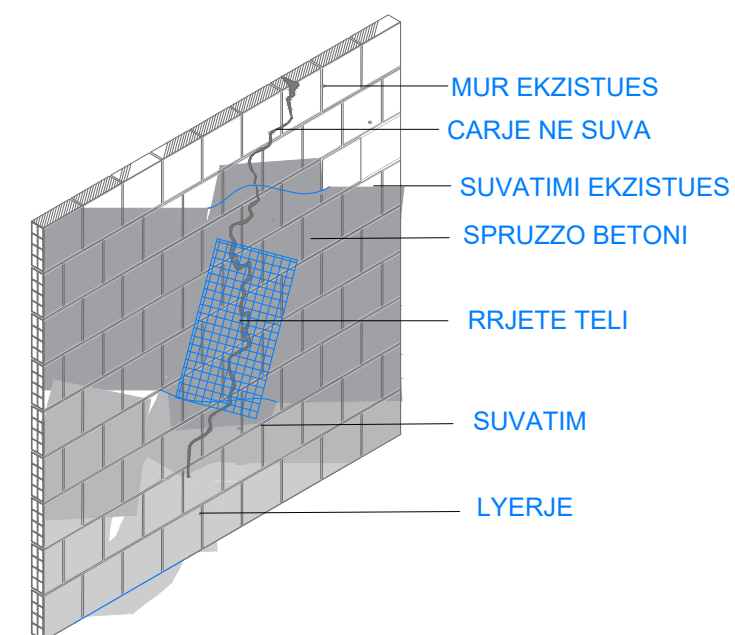 MUR EKZISTUES
CARJE NE SUVA
SUVATIMI EKZISTUES
SPRUZZO BETONI
RRJETE TELI
SUVATIM
LYERJE